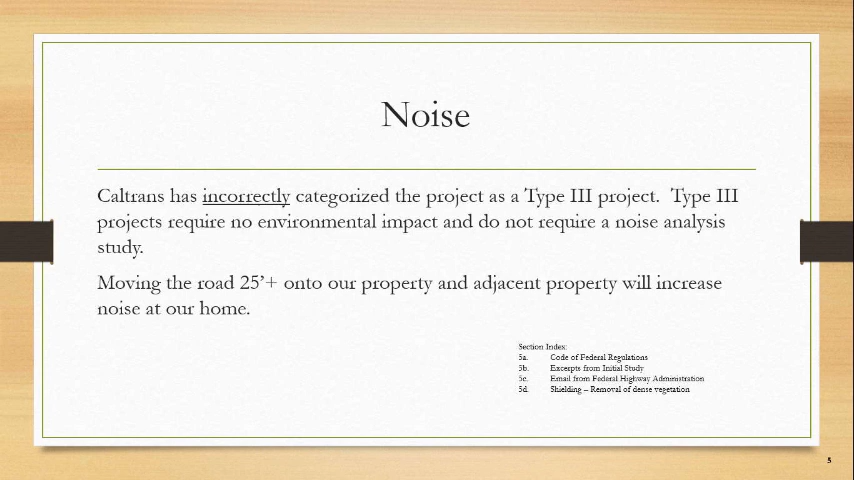 Noise
Caltrans has incorrectly categorized the project as a Type III project.  Type III
projects require no environmental impact and do not require a noise analysis
study.
Moving the road 25’+ onto our property and adjacent property will increase
noise at our home.
Section Index:
5a. Code of Federal Regulations
5b. Excerpts from Initial Study
5c. Email from Federal Highway Administration
5d. Shielding – Removal of dense vegetation
5